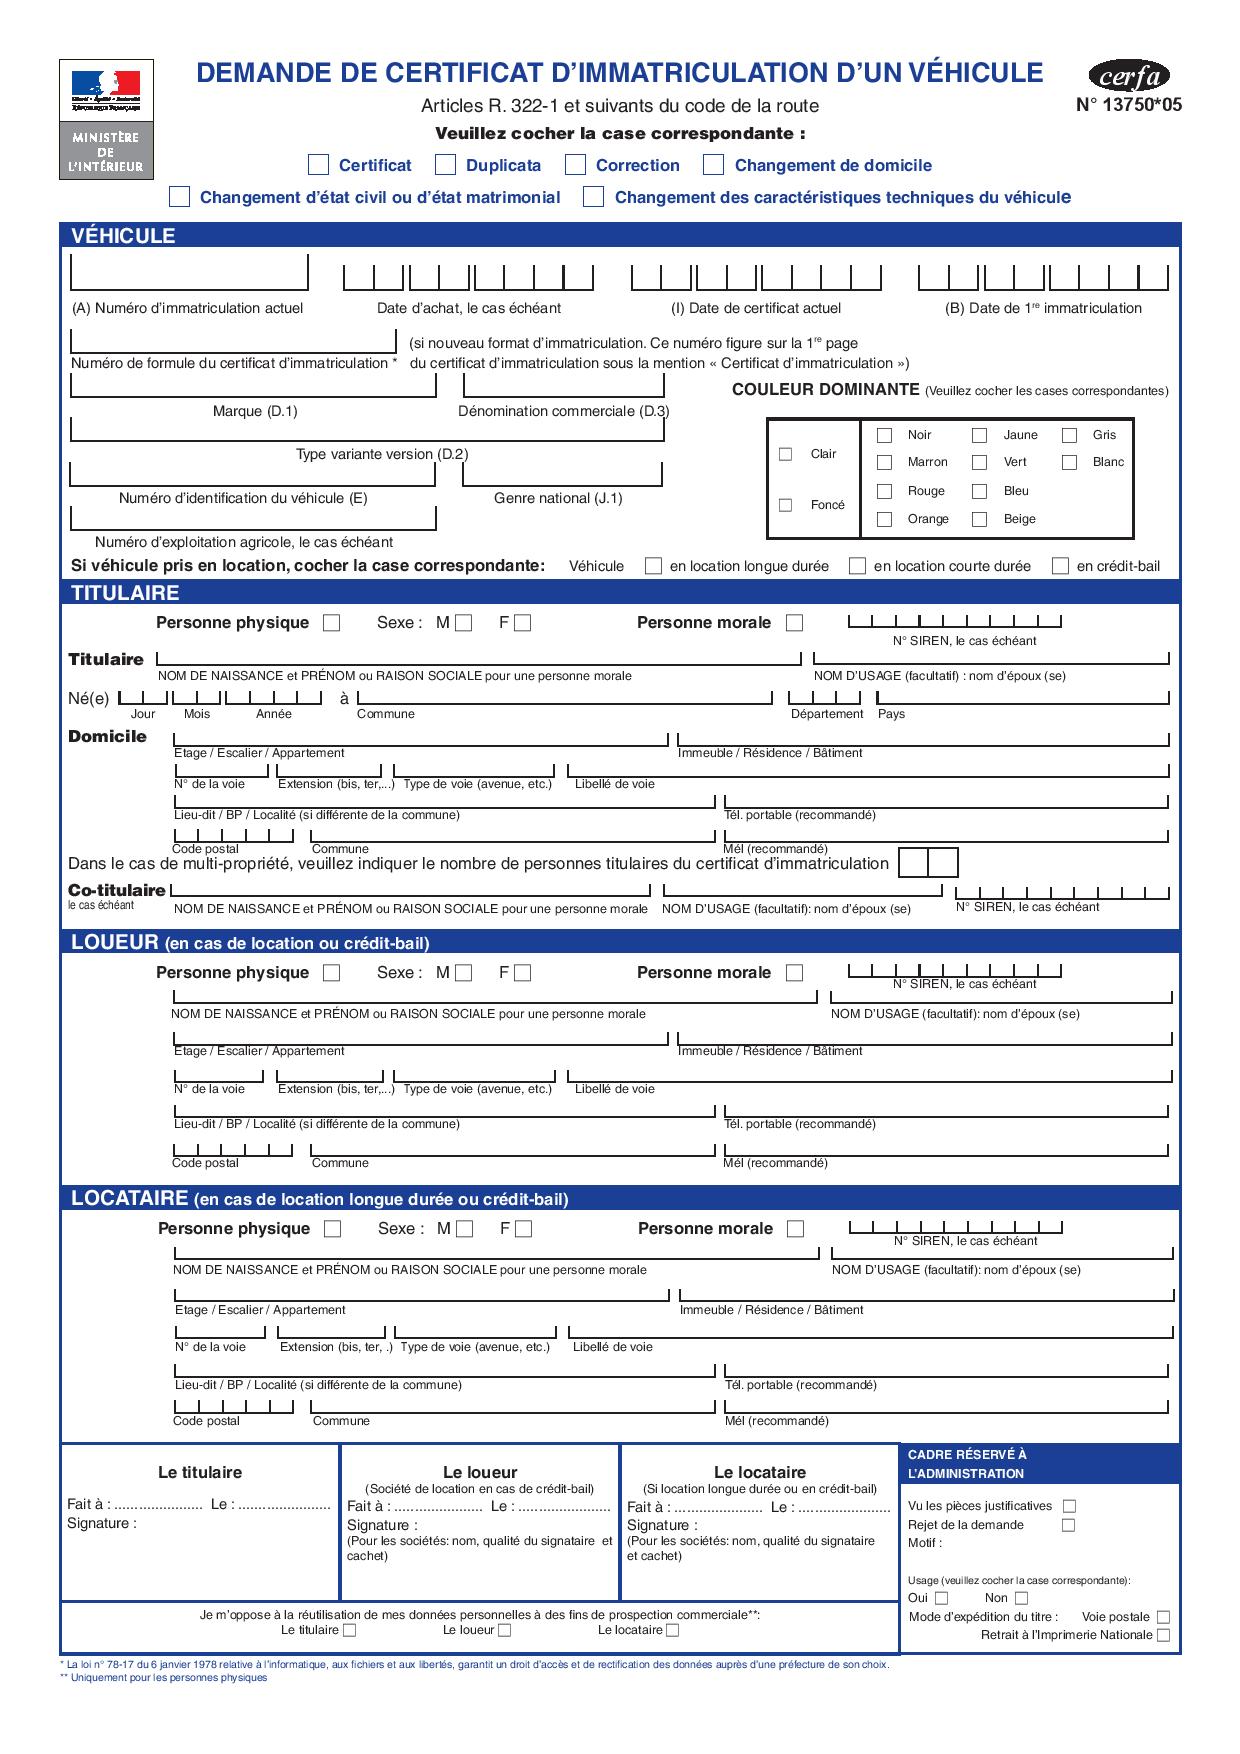 DEMANDE DE CERTIFICAT D’IMMATRICULATION D’UN VÉHICULE
cerfa
N° 13750*05
Articles R. 322-1 et suivants du code de la route
Veuillez cocher la case correspondante :
Liberté • Égalité • Fraternité
RÉPUBLIQUE FRANÇAISE
MINISTÈRE
DE
L’INTÉRIEUR
Certificat Duplicata Correction Changement de domicile
Changement d’état civil ou d’état matrimonial Changement des caractéristiques techniques du véhicule
VÉHICULE
(A) Numéro d’immatriculation actuel Date d’achat, le cas échéant (I) Date de certificat actuel (B) Date de 1re immatriculation
(si nouveau format d’immatriculation. Ce numéro figure sur la 1re page
Numéro de formule du certificat d’immatriculation * du certificat d’immatriculation sous la mention « Certificat d’immatriculation »)
COULEUR DOMINANTE (Veuillez cocher les cases correspondantes)
Marque (D.1) Dénomination commerciale (D.3)
Noir Jaune Gris
Type variante version (D.2) Clair
Marron Vert Blanc
Numéro d’identification du véhicule (E) Genre national (J.1)
Rouge Bleu
Foncé
Orange Beige
Numéro d’exploitation agricole, le cas échéant
Si véhicule pris en location, cocher la case correspondante: Véhicule en location longue durée en location courte durée en crédit-bail
TITULAIRE
Personne physique Sexe : M F Personne morale
N° SIREN, le cas échéant
Titulaire
NOM DE NAISSANCE et PRÉNOM ou RAISON SOCIALE pour une personne morale NOM D’USAGE (facultatif) : nom d’époux (se)
Né(e) à
Jour Mois Année Commune Département Pays
Domicile
Etage / Escalier / Appartement Immeuble / Résidence / Bâtiment
N° de la voie Extension (bis, ter,...) Type de voie (avenue, etc.) Libellé de voie
Lieu-dit / BP / Localité (si différente de la commune) Tél. portable (recommandé)
Code postal Commune Mél (recommandé)
Dans le cas de multi-propriété, veuillez indiquer le nombre de personnes titulaires du certificat d’immatriculation
Co-titulaire
le cas échéant
NOM DE NAISSANCE et PRÉNOM ou RAISON SOCIALE pour une personne morale NOM D’USAGE (facultatif): nom d’époux (se) N° SIREN, le cas échéant
LOUEUR (en cas de location ou crédit-bail)
Personne physique Sexe : M F Personne morale
N° SIREN, le cas échéant
NOM DE NAISSANCE et PRÉNOM ou RAISON SOCIALE pour une personne morale NOM D’USAGE (facultatif): nom d’époux (se)
Etage / Escalier / Appartement Immeuble / Résidence / Bâtiment
N° de la voie Extension (bis, ter,...) Type de voie (avenue, etc.) Libellé de voie
Lieu-dit / BP / Localité (si différente de la commune) Tél. portable (recommandé)
Code postal Commune Mél (recommandé)
LOCATAIRE (en cas de location longue durée ou crédit-bail)
Personne physique Sexe : M F Personne morale
N° SIREN, le cas échéant
NOM DE NAISSANCE et PRÉNOM ou RAISON SOCIALE pour une personne morale NOM D’USAGE (facultatif): nom d’époux (se)
Etage / Escalier / Appartement Immeuble / Résidence / Bâtiment
N° de la voie Extension (bis, ter, .) Type de voie (avenue, etc.) Libellé de voie
Lieu-dit / BP / Localité (si différente de la commune) Tél. portable (recommandé)
Code postal Commune Mél (recommandé)
Le titulaire
Fait à : ...................... Le : .......................
Signature :
Le loueur
(Société de location en cas de crédit-bail)
Fait à : ...................... Le : .......................
Signature :
(Pour les sociétés: nom, qualité du signataire et
cachet)
Le locataire
(Si location longue durée ou en crédit-bail)
Fait à : ...................... Le : .......................
Signature :
(Pour les sociétés: nom, qualité du signataire
et cachet)
CADRE RÉSERVÉ À
L’ADMINISTRATION
Vu les pièces justificatives
Rejet de la demande
Motif :
Usage (veuillez cocher la case correspondante):
Oui Non
Mode d’expédition du titre : Voie postale
Retrait à l’Imprimerie Nationale
Je m’oppose à la réutilisation de mes données personnelles à des fins de prospection commerciale**:
Le titulaire Le loueur Le locataire
* La loi n° 78-17 du 6 janvier 1978 relative à l’informatique, aux fichiers et aux libertés, garantit un droit d’accès et de rectification des données auprès d’une préfecture de son choix.
** Uniquement pour les personnes physiques